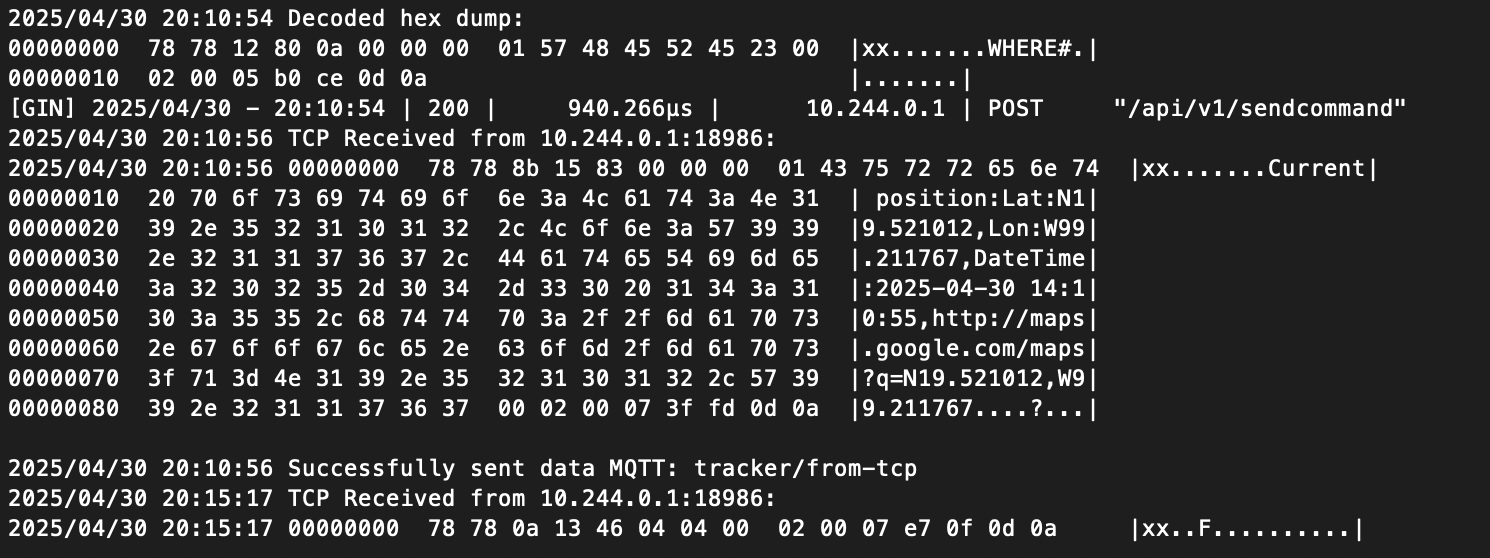 2025/04/30 20:10:54 Decoded hex dump:
00000000  78 78 12 80 0a 00 00 00  01 57 48 45 52 45 23 00  |xx.......WHERE#.|
00000010  02 00 05 b0 ce 0d 0a                              |.......|
[GIN] 2025/04/30 - 20:10:54 | 200 |     940.266µs |      10.244.0.1 | POST     "/api/v1/sendcommand"
2025/04/30 20:10:56 TCP Received from 10.244.0.1:18986:
2025/04/30 20:10:56 00000000  78 78 8b 15 83 00 00 00  01 43 75 72 72 65 6e 74  |xx.......Current|
00000010  20 70 6f 73 69 74 69 6f  6e 3a 4c 61 74 3a 4e 31  | position:Lat:N1|
00000020  39 2e 35 32 31 30 31 32  2c 4c 6f 6e 3a 57 39 39  |9.521012,Lon:W99|
00000030  2e 32 31 31 37 36 37 2c  44 61 74 65 54 69 6d 65  |.211767,DateTime|
00000040  3a 32 30 32 35 2d 30 34  2d 33 30 20 31 34 3a 31  |:2025-04-30 14:1|
00000050  30 3a 35 35 2c 68 74 74  70 3a 2f 2f 6d 61 70 73  |0:55,http://maps|
00000060  2e 67 6f 6f 67 6c 65 2e  63 6f 6d 2f 6d 61 70 73  |.google.com/maps|
00000070  3f 71 3d 4e 31 39 2e 35  32 31 30 31 32 2c 57 39  |?q=N19.521012,W9|
00000080  39 2e 32 31 31 37 36 37  00 02 00 07 3f fd 0d 0a  |9.211767....?...|
2025/04/30 20:10:56 Successfully sent data MQTT: tracker/from-tcp
2025/04/30 20:15:17 TCP Received from 10.244.0.1:18986:
2025/04/30 20:15:17 00000000  78 78 0a 13 46 04 04 00  02 00 07 e7 0f 0d 0a     |xx..F..........|